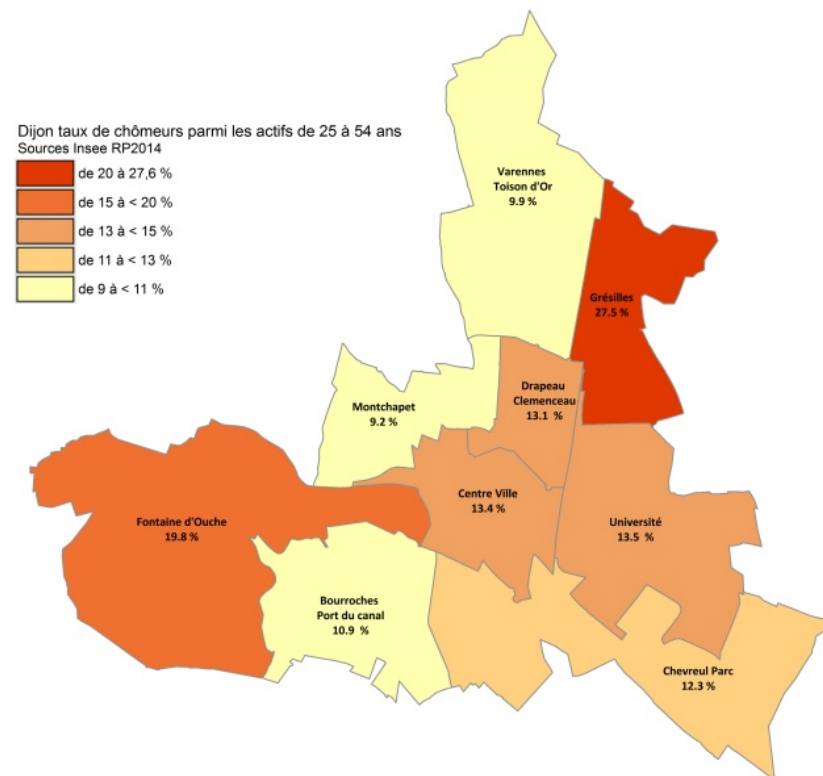 Dijon taux de chômeurs parmi les actifs de 25 à 54 ans
Sources Insee RP2014
de 20 à 27,6 %
de 15 à < 20 %
de 13 à < 15 %
de 11 à < 13 %
de 9 à < 11 %
Varennes
Toison d'Or
9.9 %
Grésilles
27.5 %
Drapeau
Clemenceau
13.1 %
Montchapet
9.2 %
Centre Ville
13.4 %
Fontaine d'Ouche
19.8 %
Université
13.5 %
Bourroches
Port du canal
10.9 %
Chevreul Parc
12.3 %